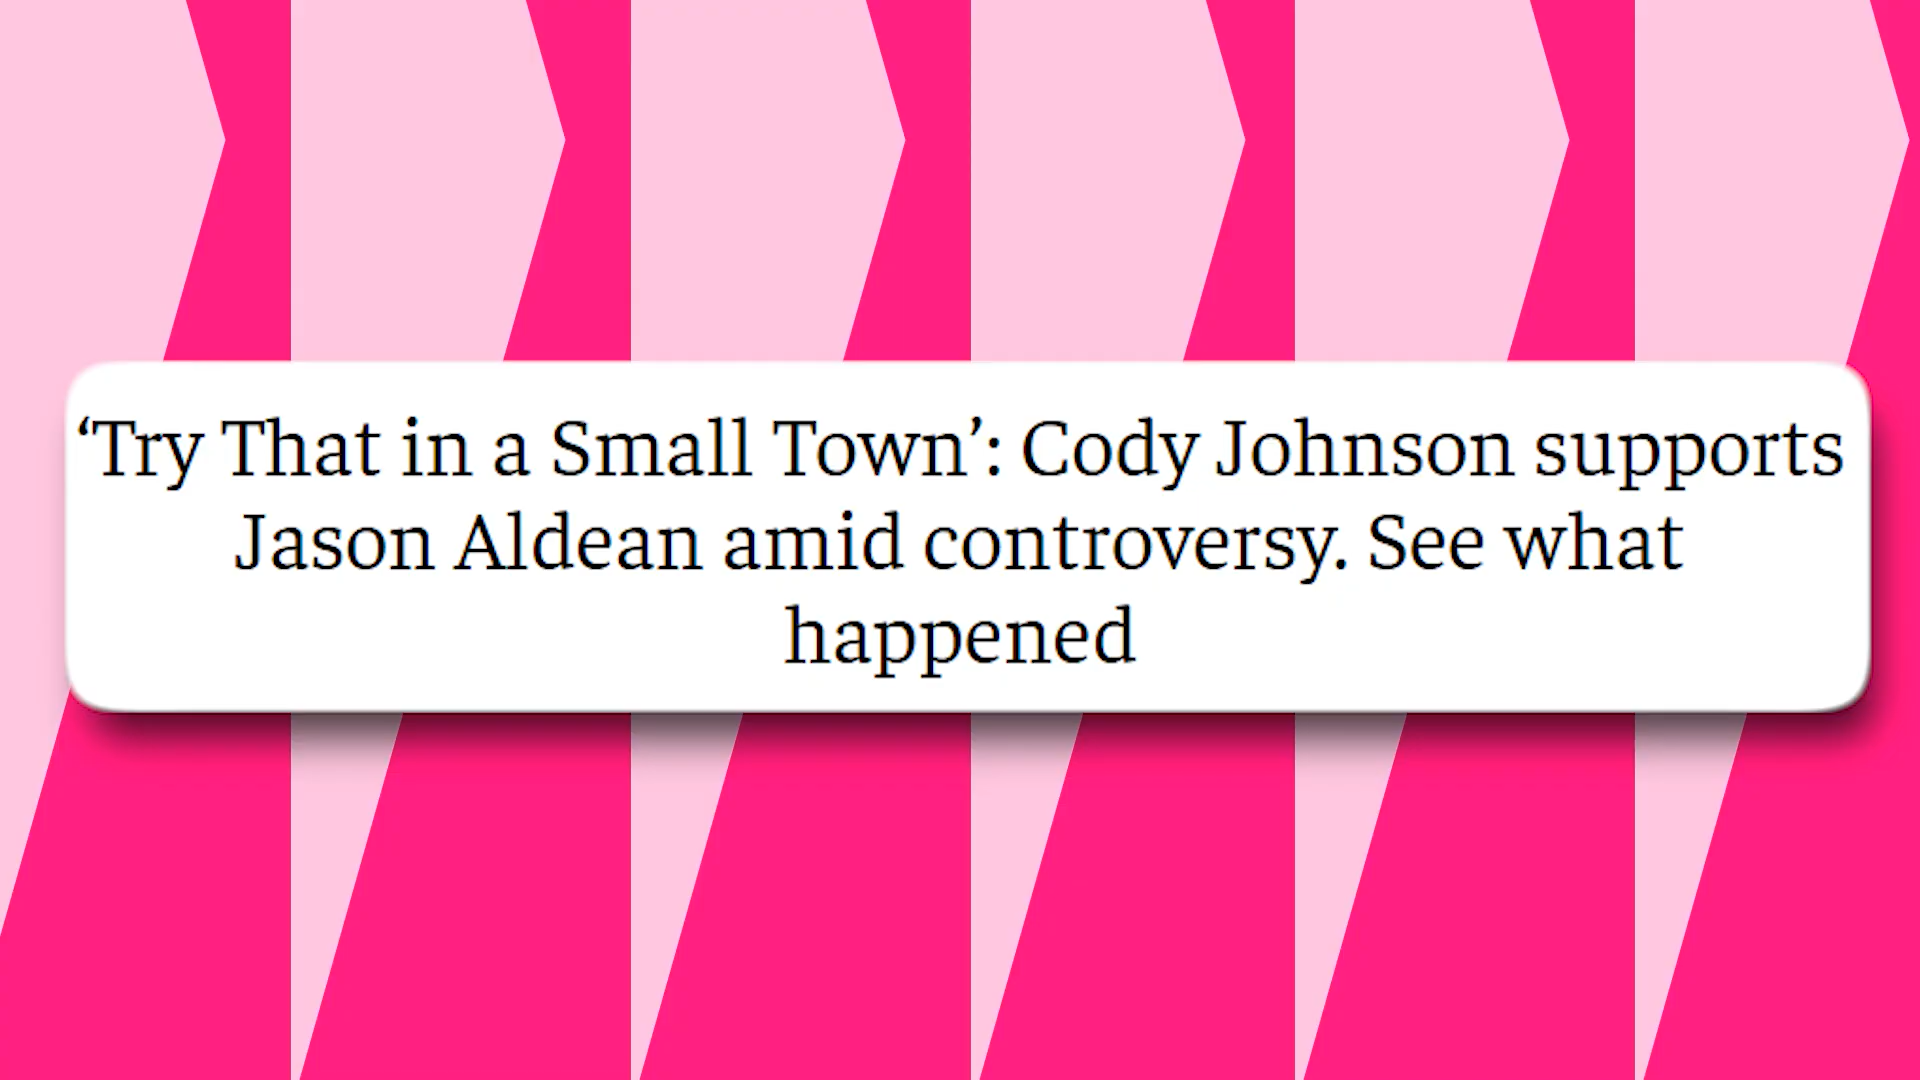 ‘Try That in a Small Town’: Cody Johnson supports
Jason Aldean amid controversy. See what
happened